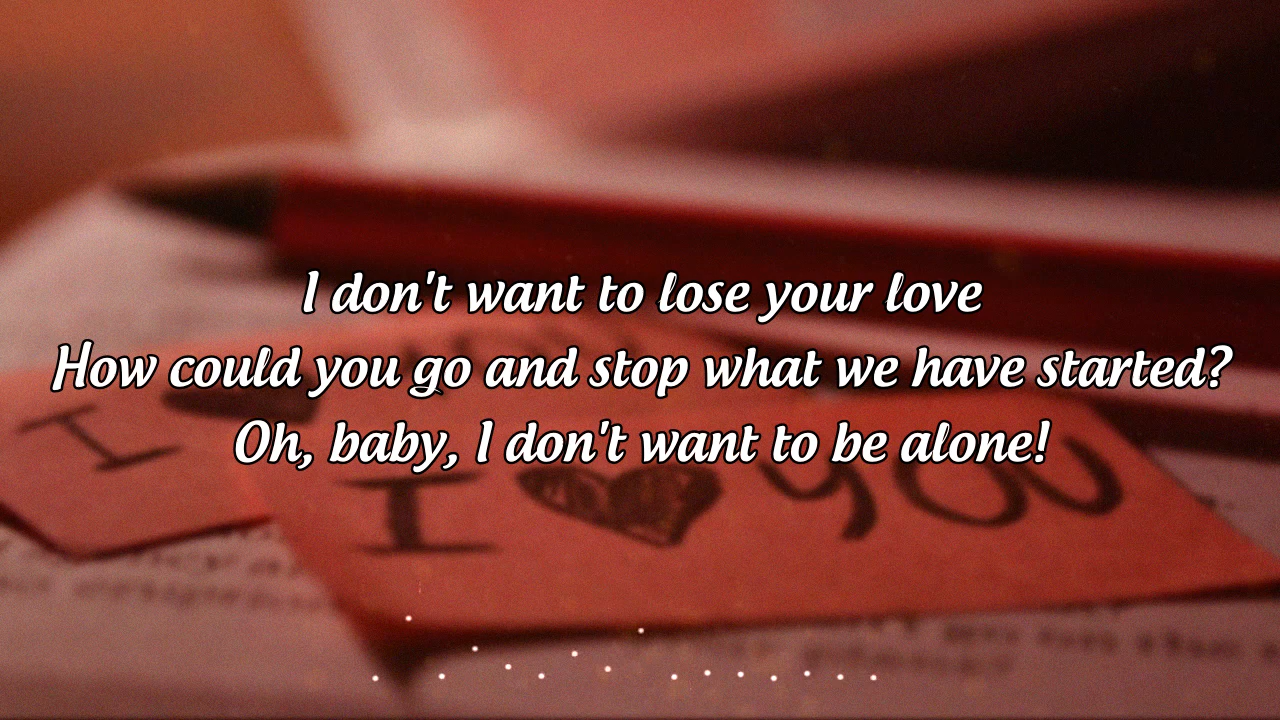 I don't want to lose your love
How could you go and stop what we have started?
Oh, baby, I don't want to be alone!
I
I YOU